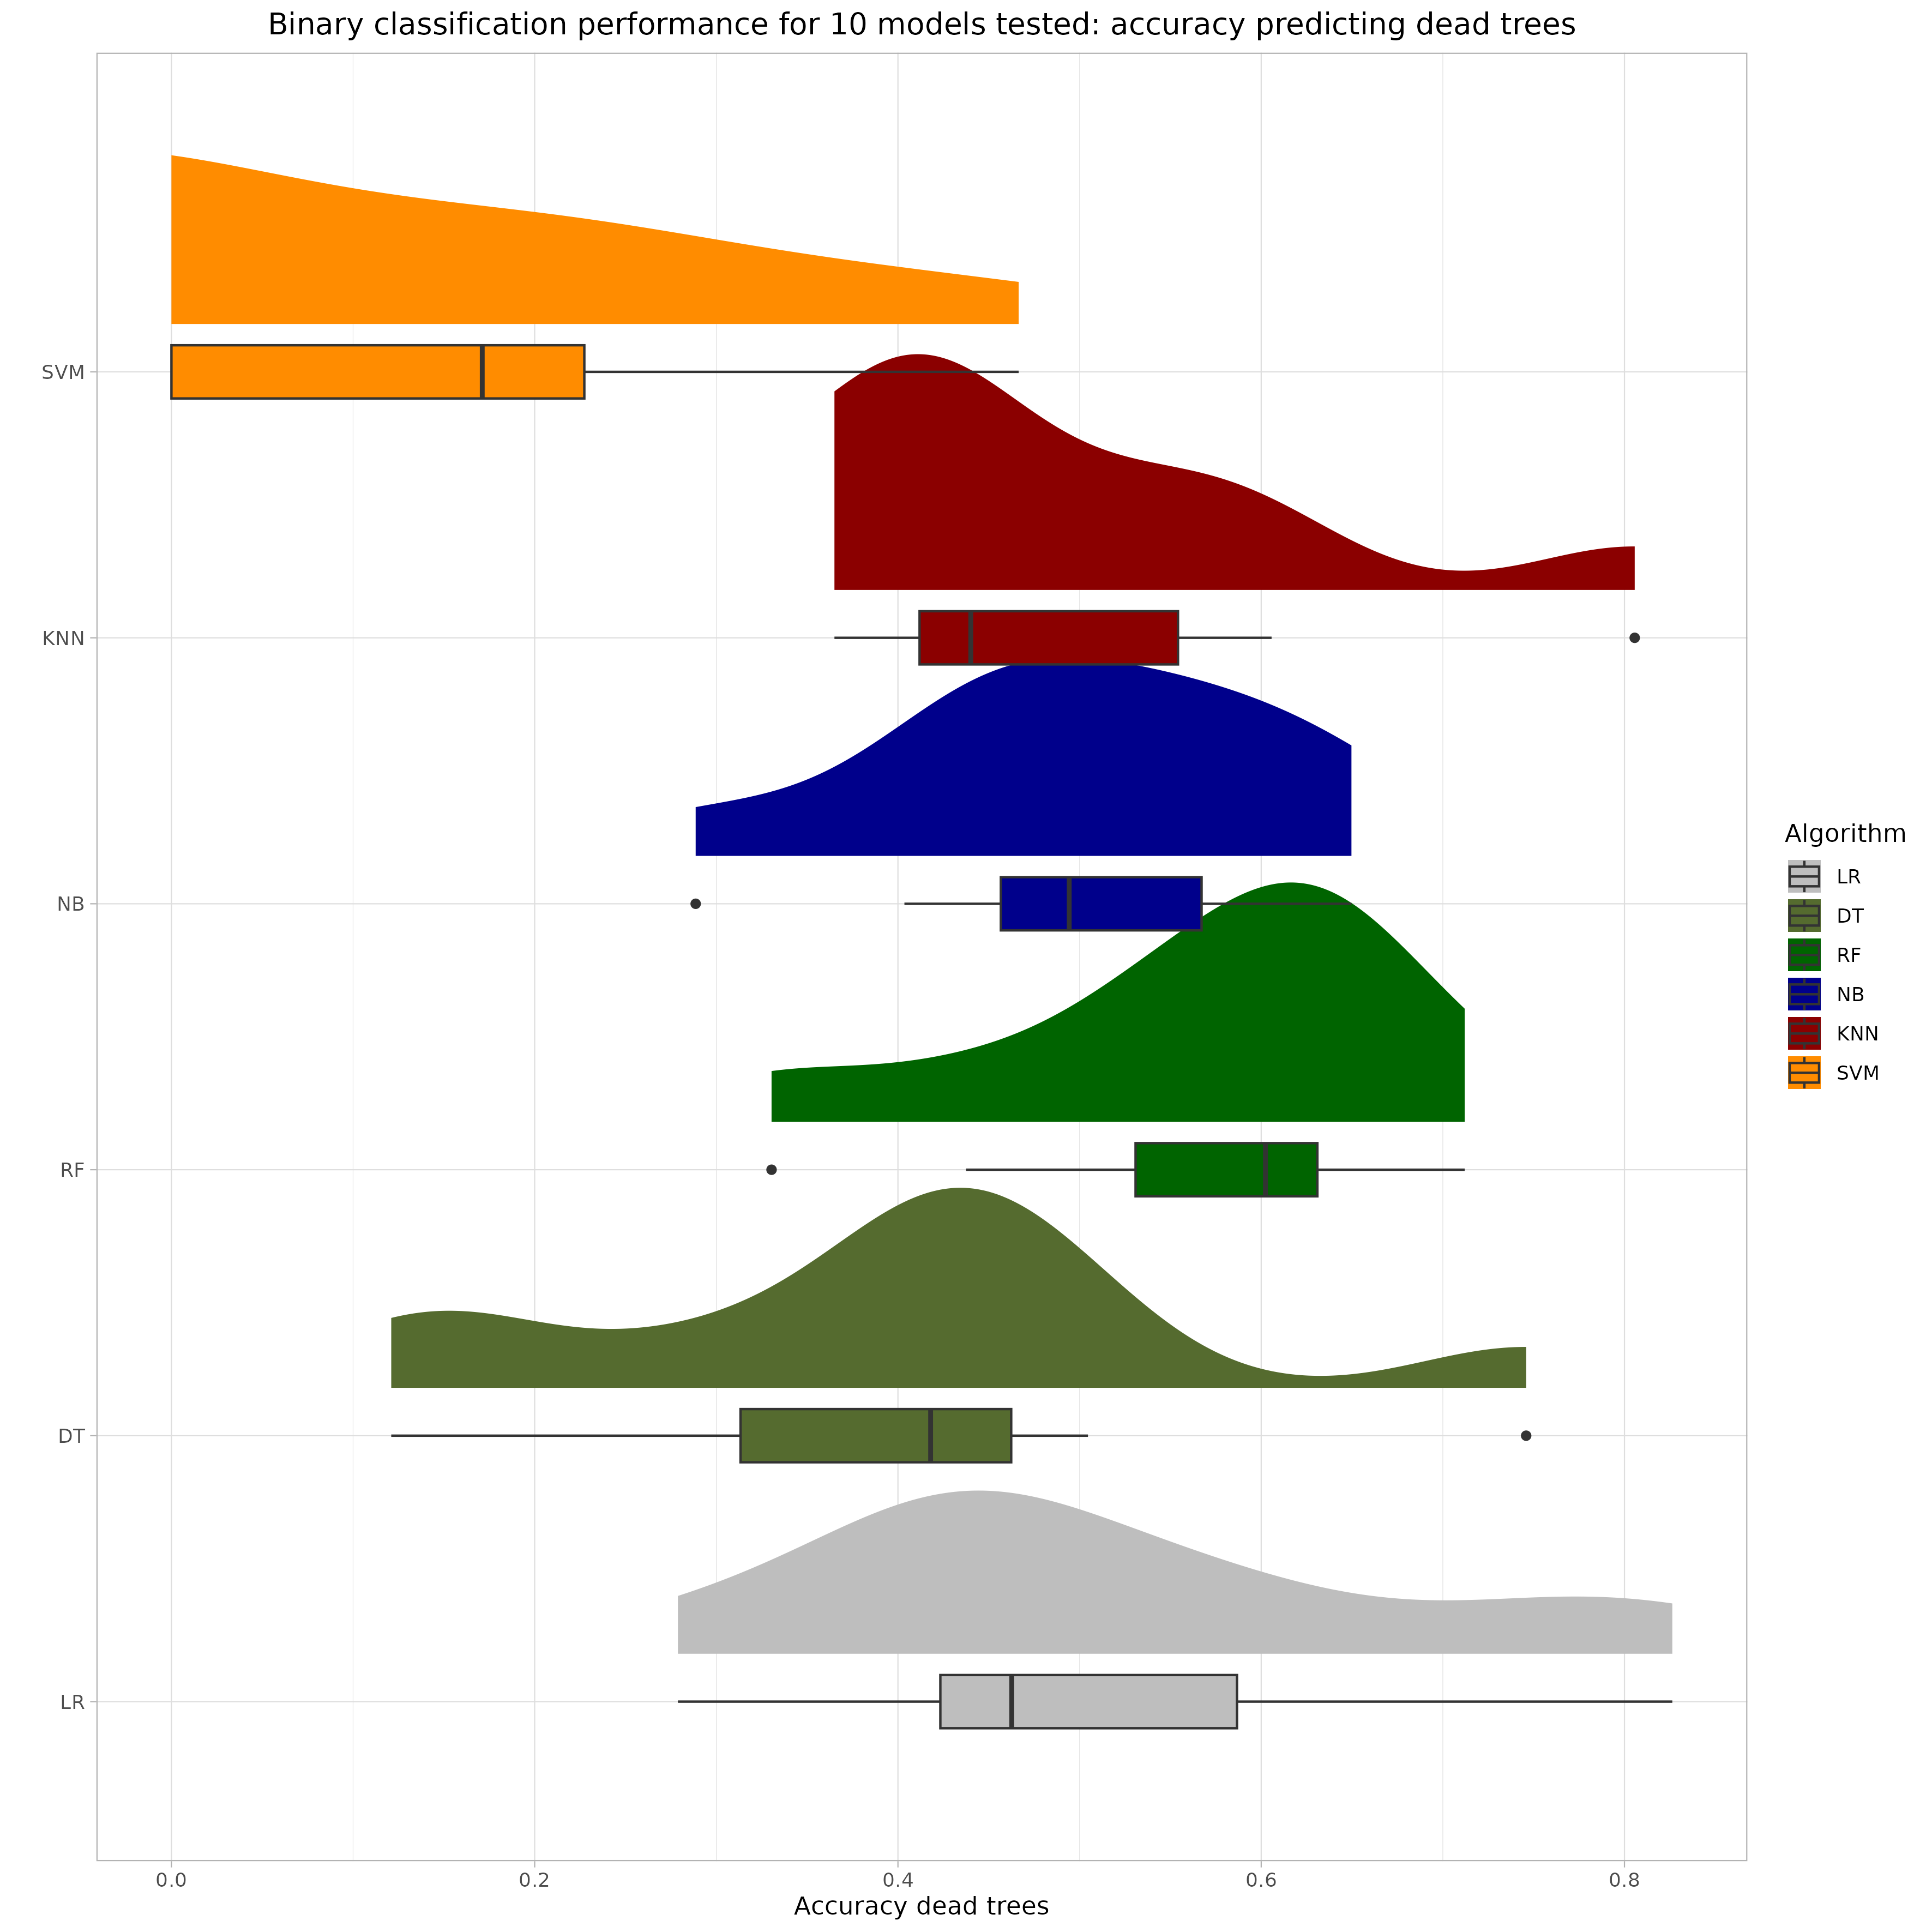 Binary classification performance for 10 models tested: accuracy predicting dead trees
SVM
KNN
NB
RF
DT
LR
0.0 0.2 0.4 0.6 0.8
Accuracy dead trees
Algorithm
LR
DT
RF
NB
KNN
SVM